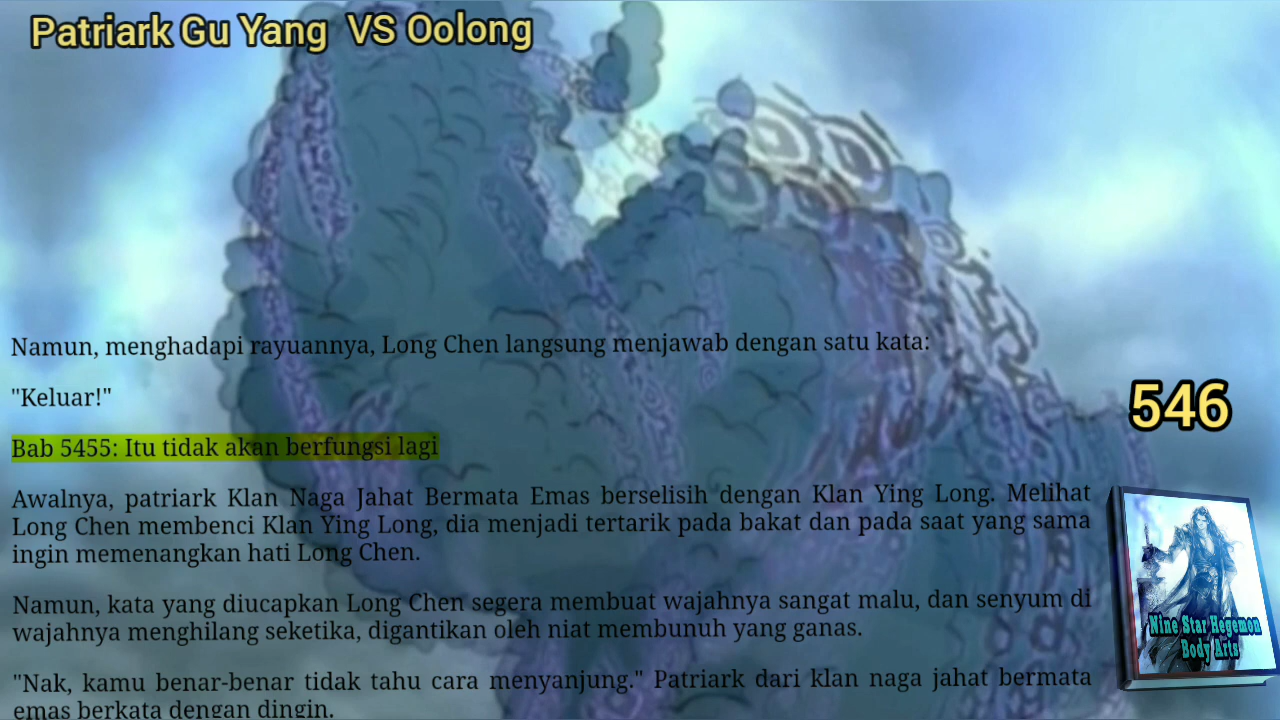 Patriark Gu Yang VS Oolong
Namun, menghadapi rayuannya, Long Chen langsung menjawab dengan satu kata:
"Keluar!"
546
Bab 5455: Itu tidak akan berfungsi lagi
Awalnya, patriark Klan Naga Jahat Bermata Emas berselisih dengan Klan Ying Long. Melihat
Long Chen membenci Klan Ying Long, dia menjadi tertarik pada bakat dan pada saat yang sama
ingin memenangkan hati Long Chen.
Namun, kata yang diucapkan Long Chen segera membuat wajahnya sangat malu, dan senyum di
wajahnya menghilang seketika, digantikan oleh niat membunuh yang ganas.
Nine Star Hegemon
Body Arts
"Nak, kamu benar-benar tidak tahu cara menyanjung." Patriark dari klan naga jahat bermata
emas berkata dengan dingin.